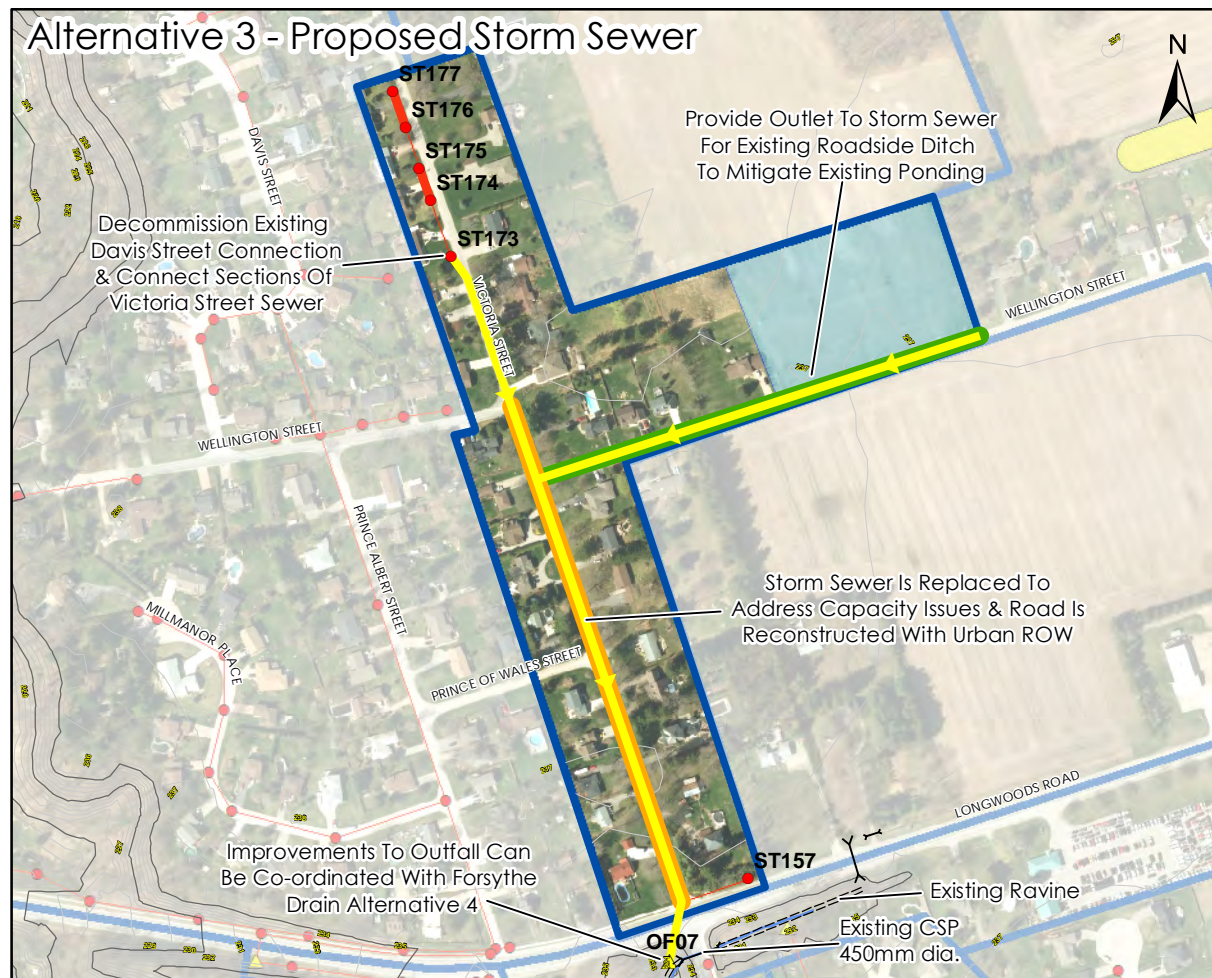 Alternative 3 - Proposed Storm Sewer
N
ST177
ST176
ST175
ST174
ST173
DAVIS STREET
Provide Outlet To Storm Sewer
For Existing Roadside Ditch
To Mitigate Existing Ponding
Decommission Existing
Davis Street Connection
& Connect Sections Of
Victoria Street Sewer
VICTORIA STREET
WELLINGTON STREET
WELLINGTON STREET
PRINCE ALBERT STREET
MILLMANOR PLACE
PRINCE OF WALES STREET
Storm Sewer Is Replaced To
Address Capacity Issues & Road Is
Reconstructed With Urban ROW
LONGWOODS ROAD
Improvements To Outfall Can
Be Co-ordinated With Forsythe
Drain Alternative 4
ST157
Existing Ravine
OF07
Existing CSP
450mm dia.